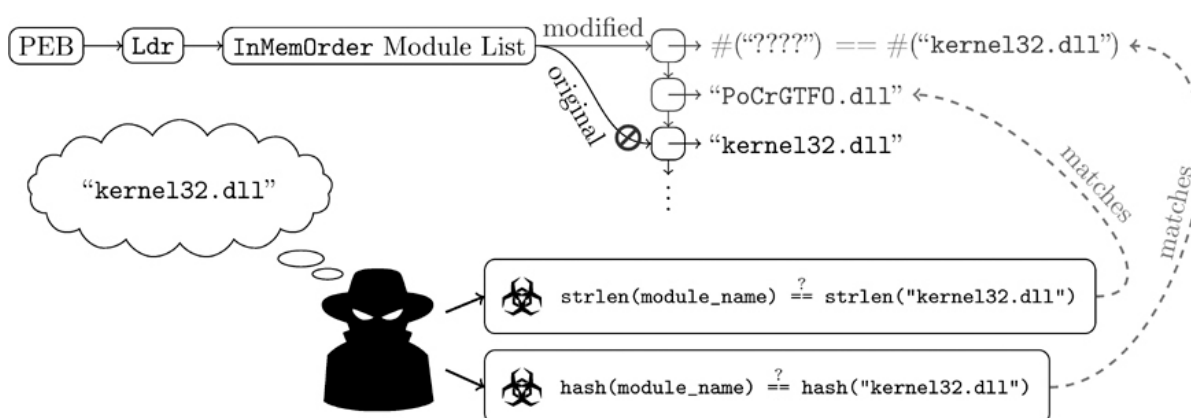 modified
PEB
Ldr
InMemOrder Module List
#(“????”) == #(“kernel32.dll”)
original
“PoCrGTFO.dll”
“kernel32.dll”
⋮
“kernel32.dll”
matches
matches
strlen(module_name) ?== strlen("kernel32.dll")
hash(module_name) ?== hash("kernel32.dll")